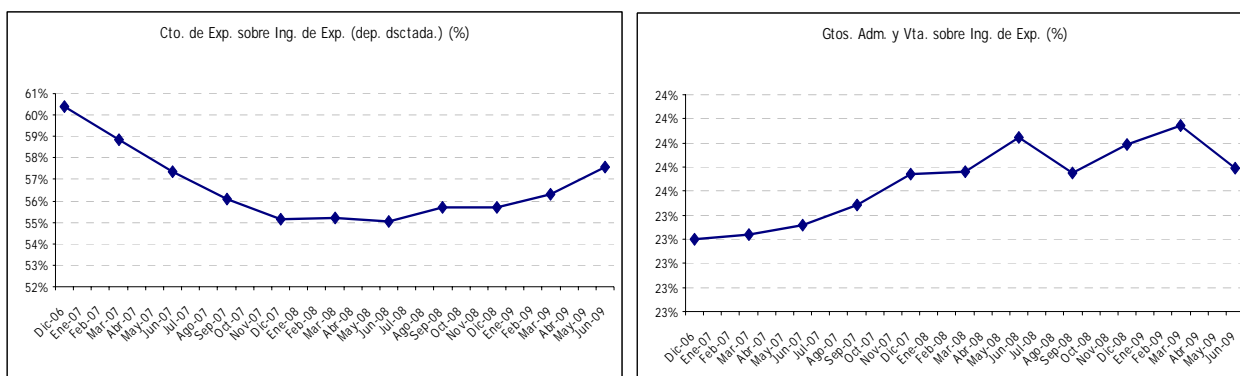 Cto. de Exp. sobre Ing. de Exp. (dep. dsctada.) (%)
61%
60%
59%
58%
57%
56%
55%
54%
53%
52%
Dic-06
Ene-07
Feb-07
Mar-07
Abr-07
May-07
Jun-07
Jul-07
Ago-07
Sep-07
Oct-07
Nov-07
Dic-07
Ene-08
Feb-08
Mar-08
Abr-08
May-08
Jun-08
Jul-08
Ago-08
Sep-08
Oct-08
Nov-08
Dic-08
Ene-09
Feb-09
Mar-09
Abr-09
May-09
Jun-09
Gtos. Adm. y Vta. sobre Ing. de Exp. (%)
24%
24%
24%
24%
24%
23%
23%
23%
23%
23%
Dic-06
Ene-07
Feb-07
Mar-07
Abr-07
May-07
Jun-07
Jul-07
Ago-07
Sep-07
Oct-07
Nov-07
Dic-07
Ene-08
Feb-08
Mar-08
Abr-08
May-08
Jun-08
Jul-08
Ago-08
Sep-08
Oct-08
Nov-08
Dic-08
Ene-09
Feb-09
Mar-09
Abr-09
May-09
Jun-09